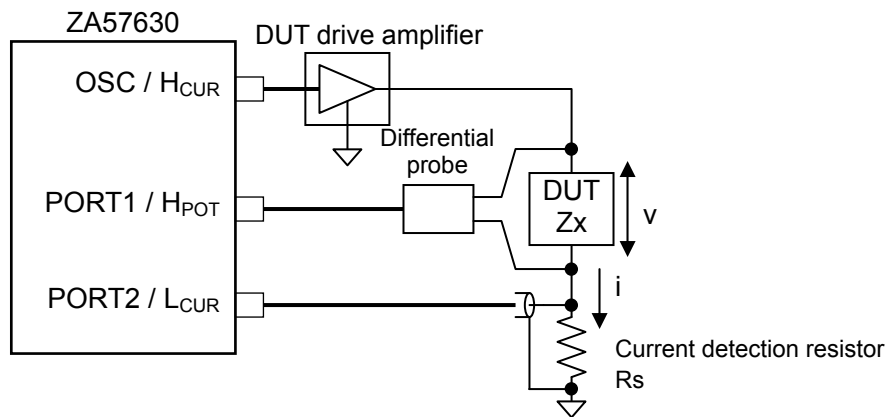 ZA57630
DUT drive amplifier
OSC / HCUR
Differential
probe
PORT1 / HPOT
DUT
Zx
v
PORT2 / LCUR
i
Current detection resistor
Rs